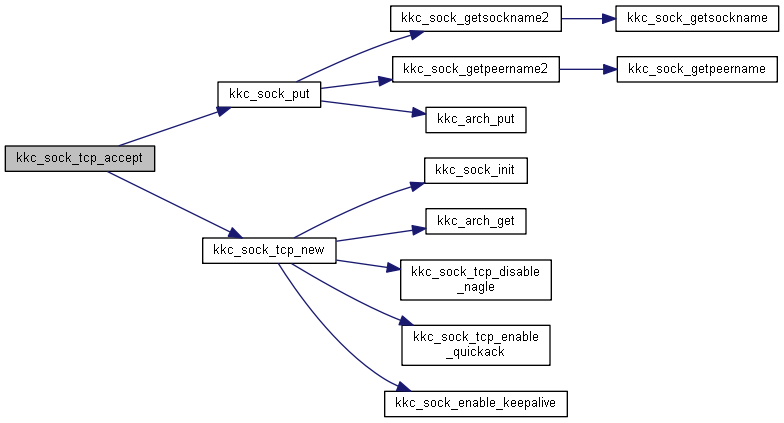 kkc_sock_getsockname2
kkc_sock_getsockname
kkc_sock_getpeername2
kkc_sock_getpeername
kkc_sock_put
kkc_arch_put
kkc_sock_tcp_accept
kkc_sock_init
kkc_arch_get
kkc_sock_tcp_new
kkc_sock_tcp_disable
_nagle
kkc_sock_tcp_enable
_quickack
kkc_sock_enable_keepalive